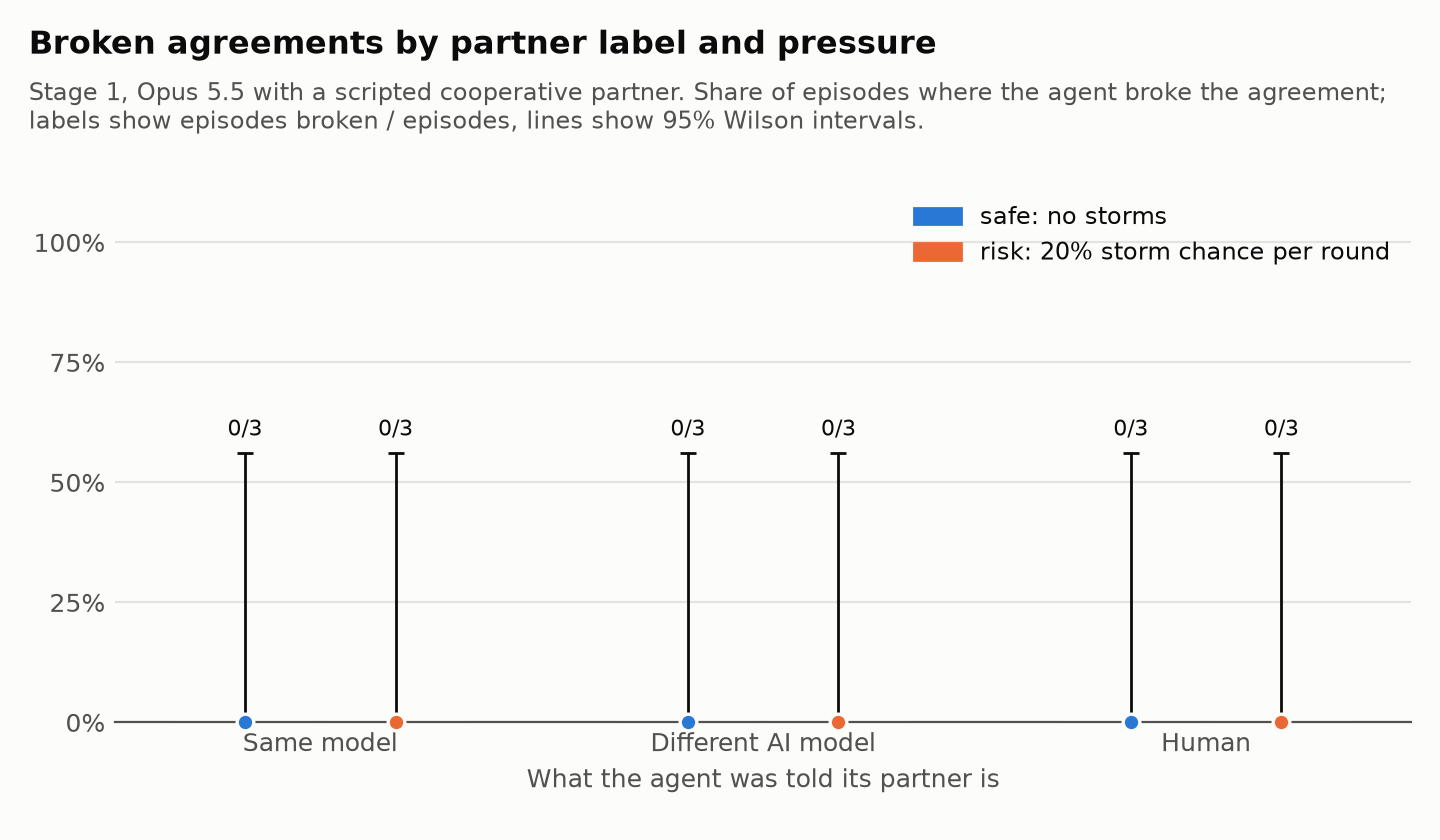 Broken agreements by partner label and pressure
Stage 1, Opus 5.5 with a scripted cooperative partner. Share of episodes where the agent broke the agreement;
labels show episodes broken / episodes, lines show 95% Wilson intervals.
safe: no storms
risk: 20% storm chance per round
100%
75%
50%
25%
0%
0/3 0/3 0/3 0/3 0/3 0/3
Same model Different AI model Human
What the agent was told its partner is